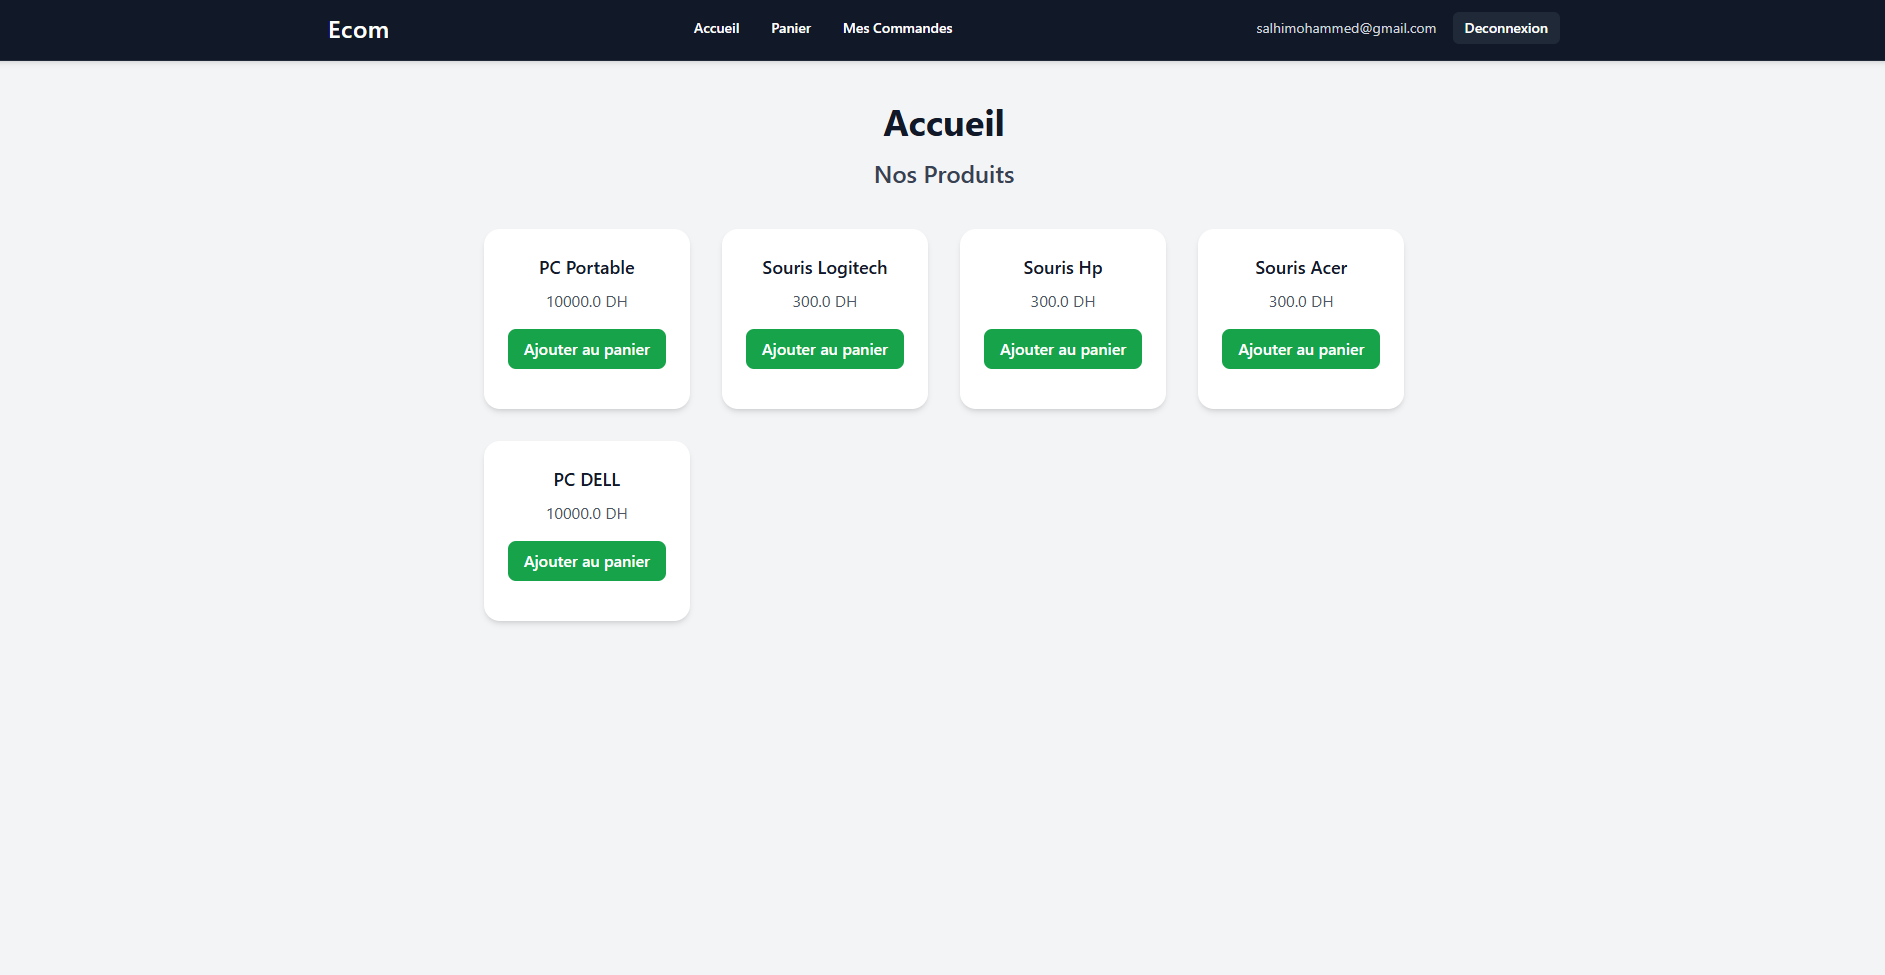 Ecom
Accueil
Panier
Mes Commandes
salhimohammed@gmail.com
Deconnexion
Accueil
Nos Produits
PC Portable
10000.0 DH
Ajouter au panier
Souris Logitech
300.0 DH
Ajouter au panier
Souris Hp
300.0 DH
Ajouter au panier
Souris Acer
300.0 DH
Ajouter au panier
PC DELL
10000.0 DH
Ajouter au panier